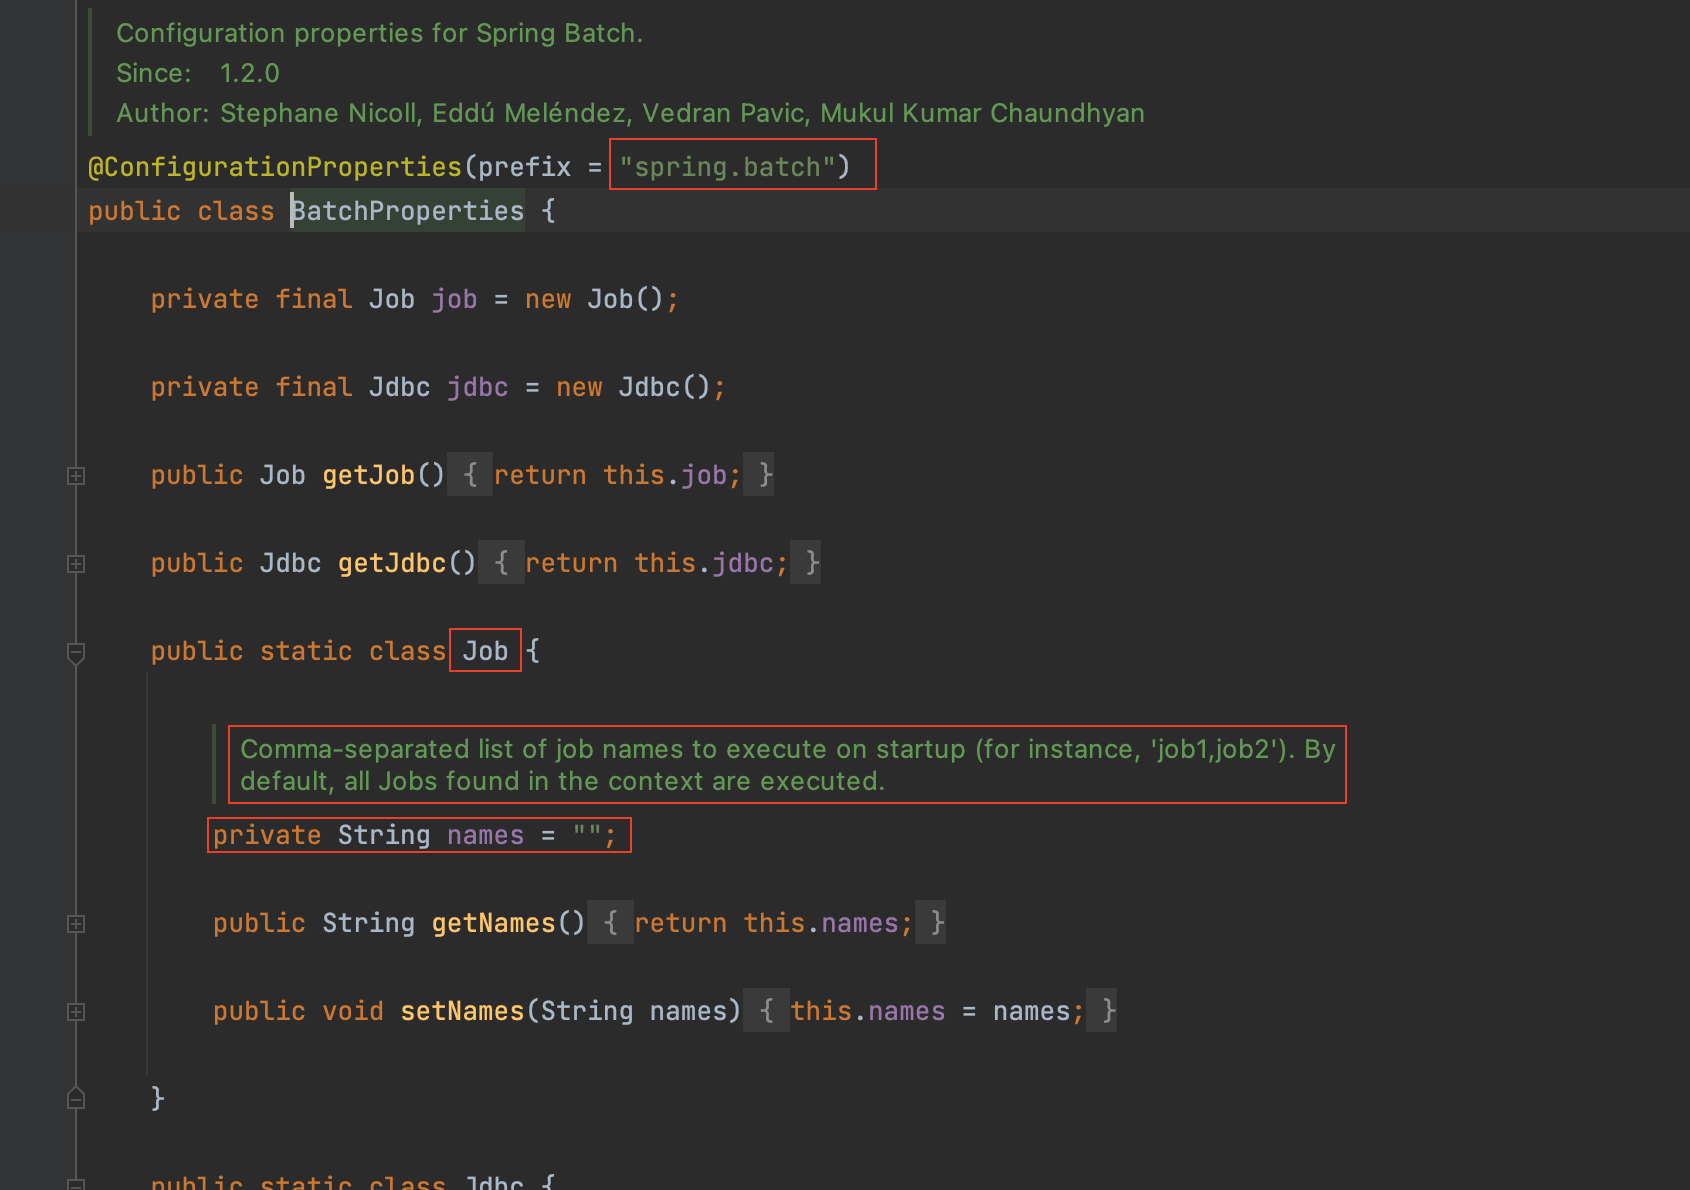 Configuration properties for Spring Batch.
Since: 1.2.0
Author: Stephane Nicoll, Eddú Meléndez, Vedran Pavic, Mukul Kumar Chaundhyan
@ConfigurationProperties(prefix = "spring.batch")
public class BatchProperties {
private final Job job = new Job();
private final Jdbc jdbc = new Jdbc();
public Job getJob() { return this.job; }
public Jdbc getJdbc() { return this.jdbc; }
public static class Job {
Comma-separated list of job names to execute on startup (for instance, 'job1,job2'). By
default, all Jobs found in the context are executed.
private String names = "";
public String getNames() { return this.names; }
public void setNames(String names) { this.names = names; }
}
public static class Jdbc {